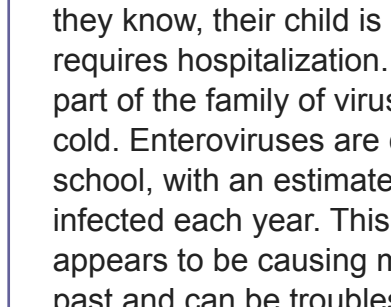 they know, their child is
requires hospitalization.
part of the family of virus
cold. Enteroviruses are
school, with an estimate
infected each year. This
appears to be causing
past and can be